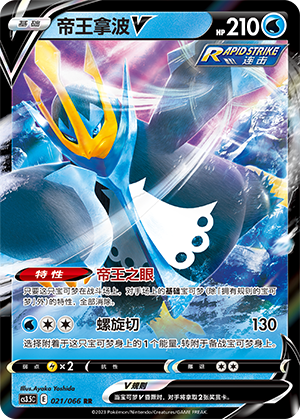 基础 帝王拿波V HP210
RAPID STRIKE
连击
特性 帝王之眼
只要这只宝可梦在战斗场上，对手场上的基础宝可梦（除「拥有规则的宝可
梦」外）的特性，全部消除。
螺旋切 130
选择附着于这只宝可梦身上的1个能量，转附于备战宝可梦身上。
弱点 ×2 抗性 撤退
Illus. Ayaka Yoshida
V规则
cs3.5C E 021/066 RR 当宝可梦V昏厥时，对手将拿取2张奖赏卡。
©2023 Pokémon/Nintendo/Creatures/GAME FREAK